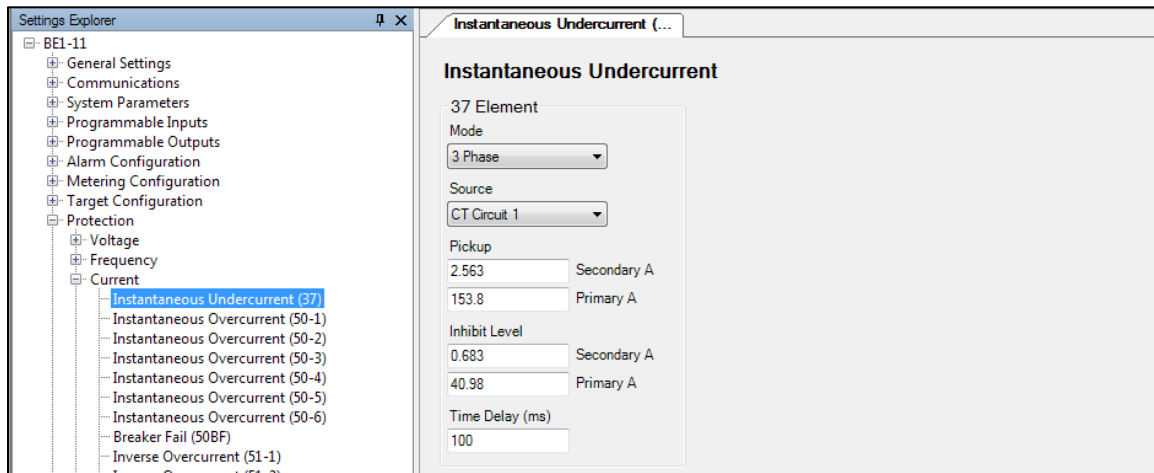 Settings Explorer
BE1-11
General Settings
Communications
System Parameters
Programmable Inputs
Programmable Outputs
Alarm Configuration
Metering Configuration
Target Configuration
Protection
Voltage
Frequency
Current
Instantaneous Undercurrent (37)
Instantaneous Overcurrent (50-1)
Instantaneous Overcurrent (50-2)
Instantaneous Overcurrent (50-3)
Instantaneous Overcurrent (50-4)
Instantaneous Overcurrent (50-5)
Instantaneous Overcurrent (50-6)
Breaker Fail (50BF)
Inverse Overcurrent (51-1)
Instantaneous Undercurrent (...
Instantaneous Undercurrent
37 Element
Mode
3 Phase
Source
CT Circuit 1
Pickup
2.563 Secondary A
153.8 Primary A
Inhibit Level
0.683 Secondary A
40.98 Primary A
Time Delay (ms)
100